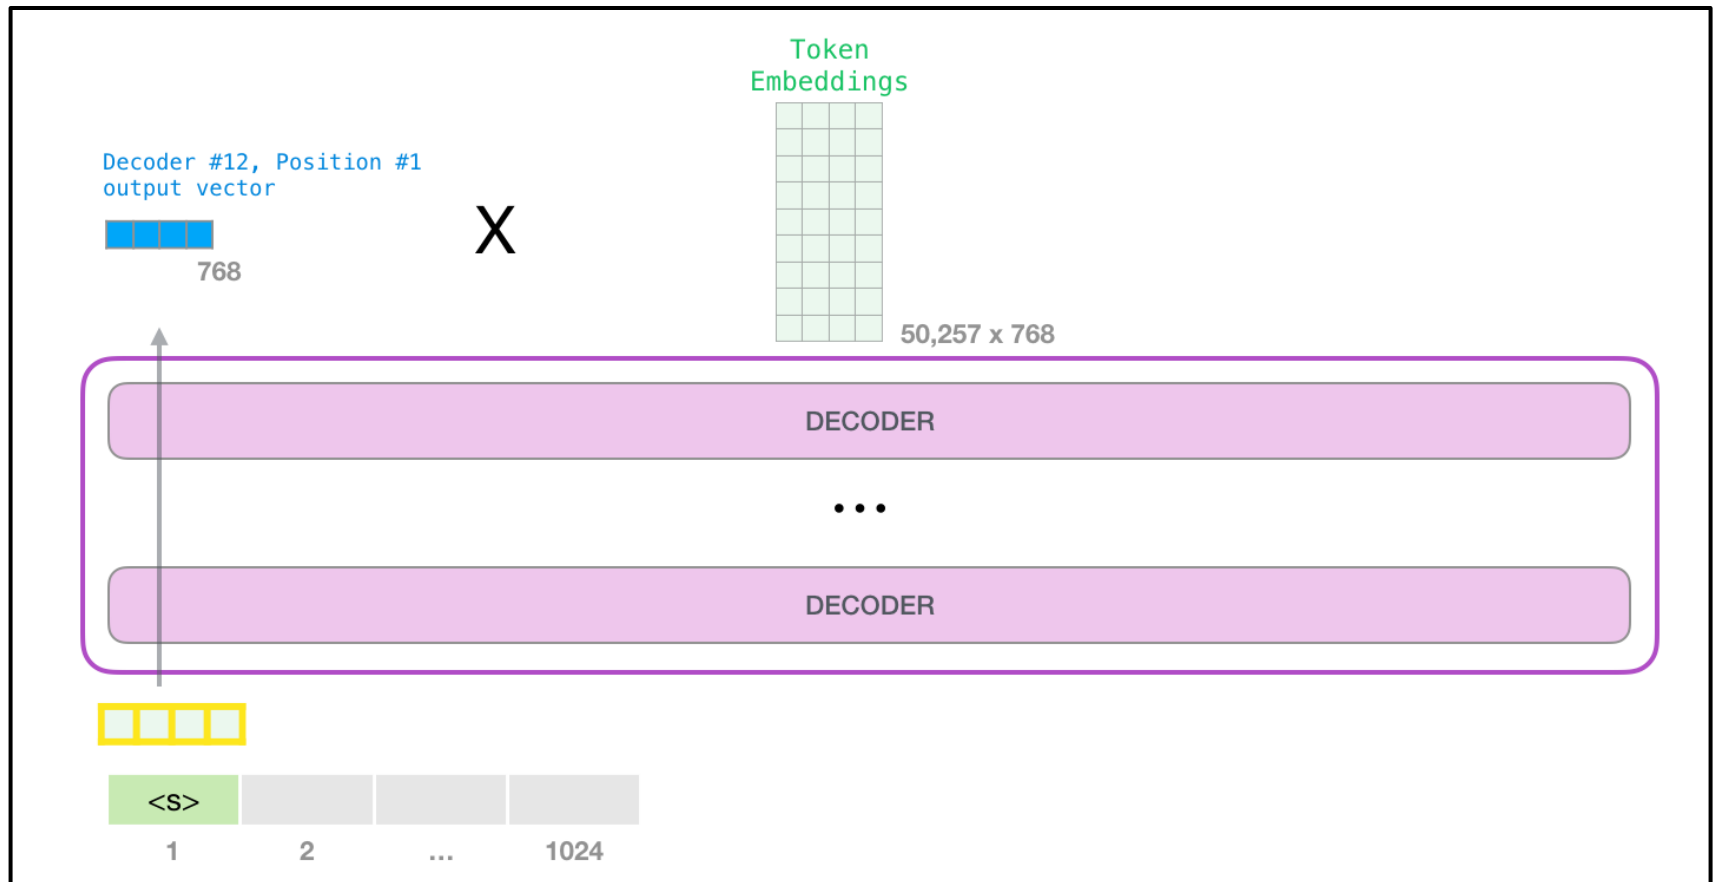 Token
Embeddings
Decoder #12, Position #1
output vector
X
768
50,257 x 768
DECODER
...
DECODER
<s>
1 2 ... 1024